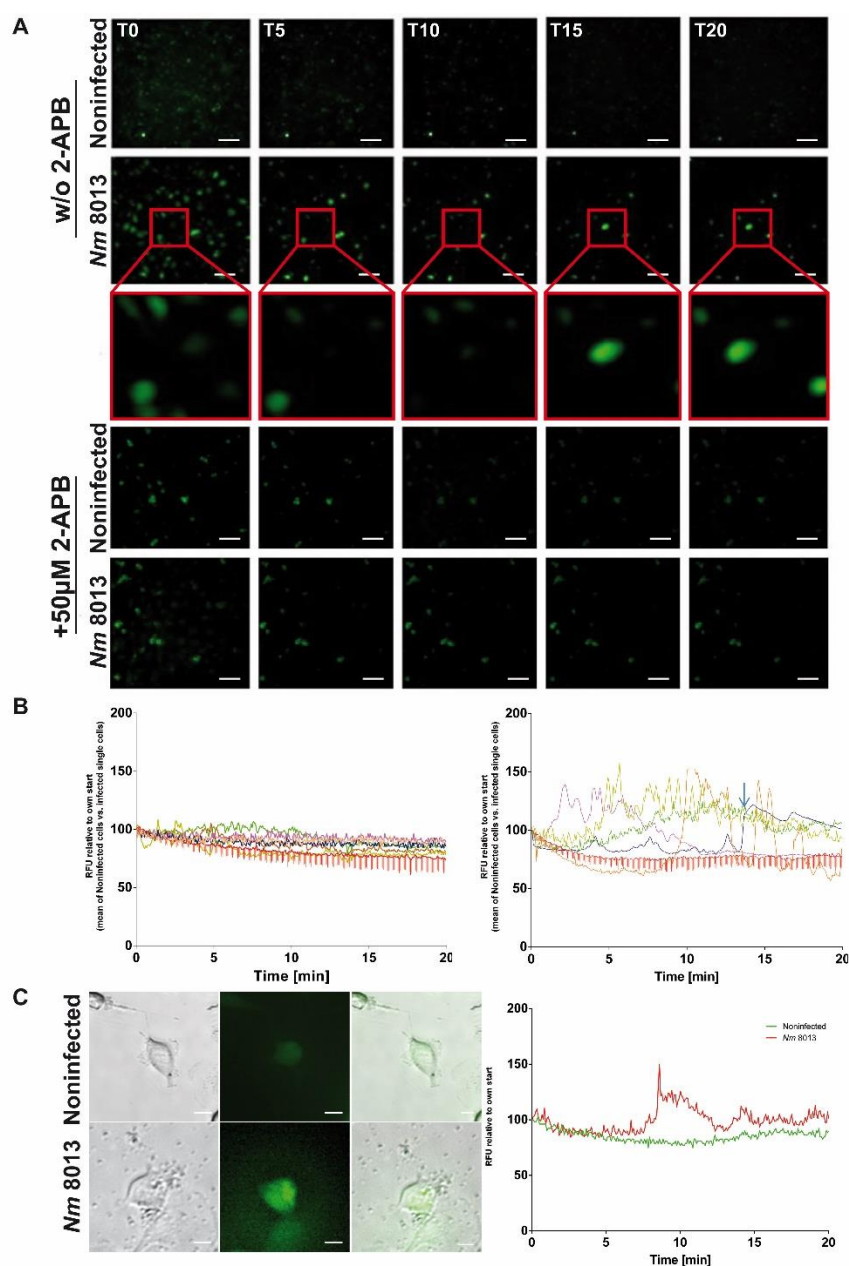 A
T0 T5 T10 T15 T20
w/o 2-APB
Noninfected
Nm 8013
+50µM 2-APB
Noninfected
Nm 8013
B
200
150
100
50
0
RFU relative to own start
(mean of Noninfected cells vs. infected single cells)
0 5 10 15 20
Time [min]
200
150
100
50
0
RFU relative to own start
(mean of Noninfected cells vs. infected single cells)
0 5 10 15 20
Time [min]
C
Noninfected
Nm 8013
200
150
100
50
0
RFU relative to own start
Noninfected
Nm 8013
0 5 10 15 20
Time [min]